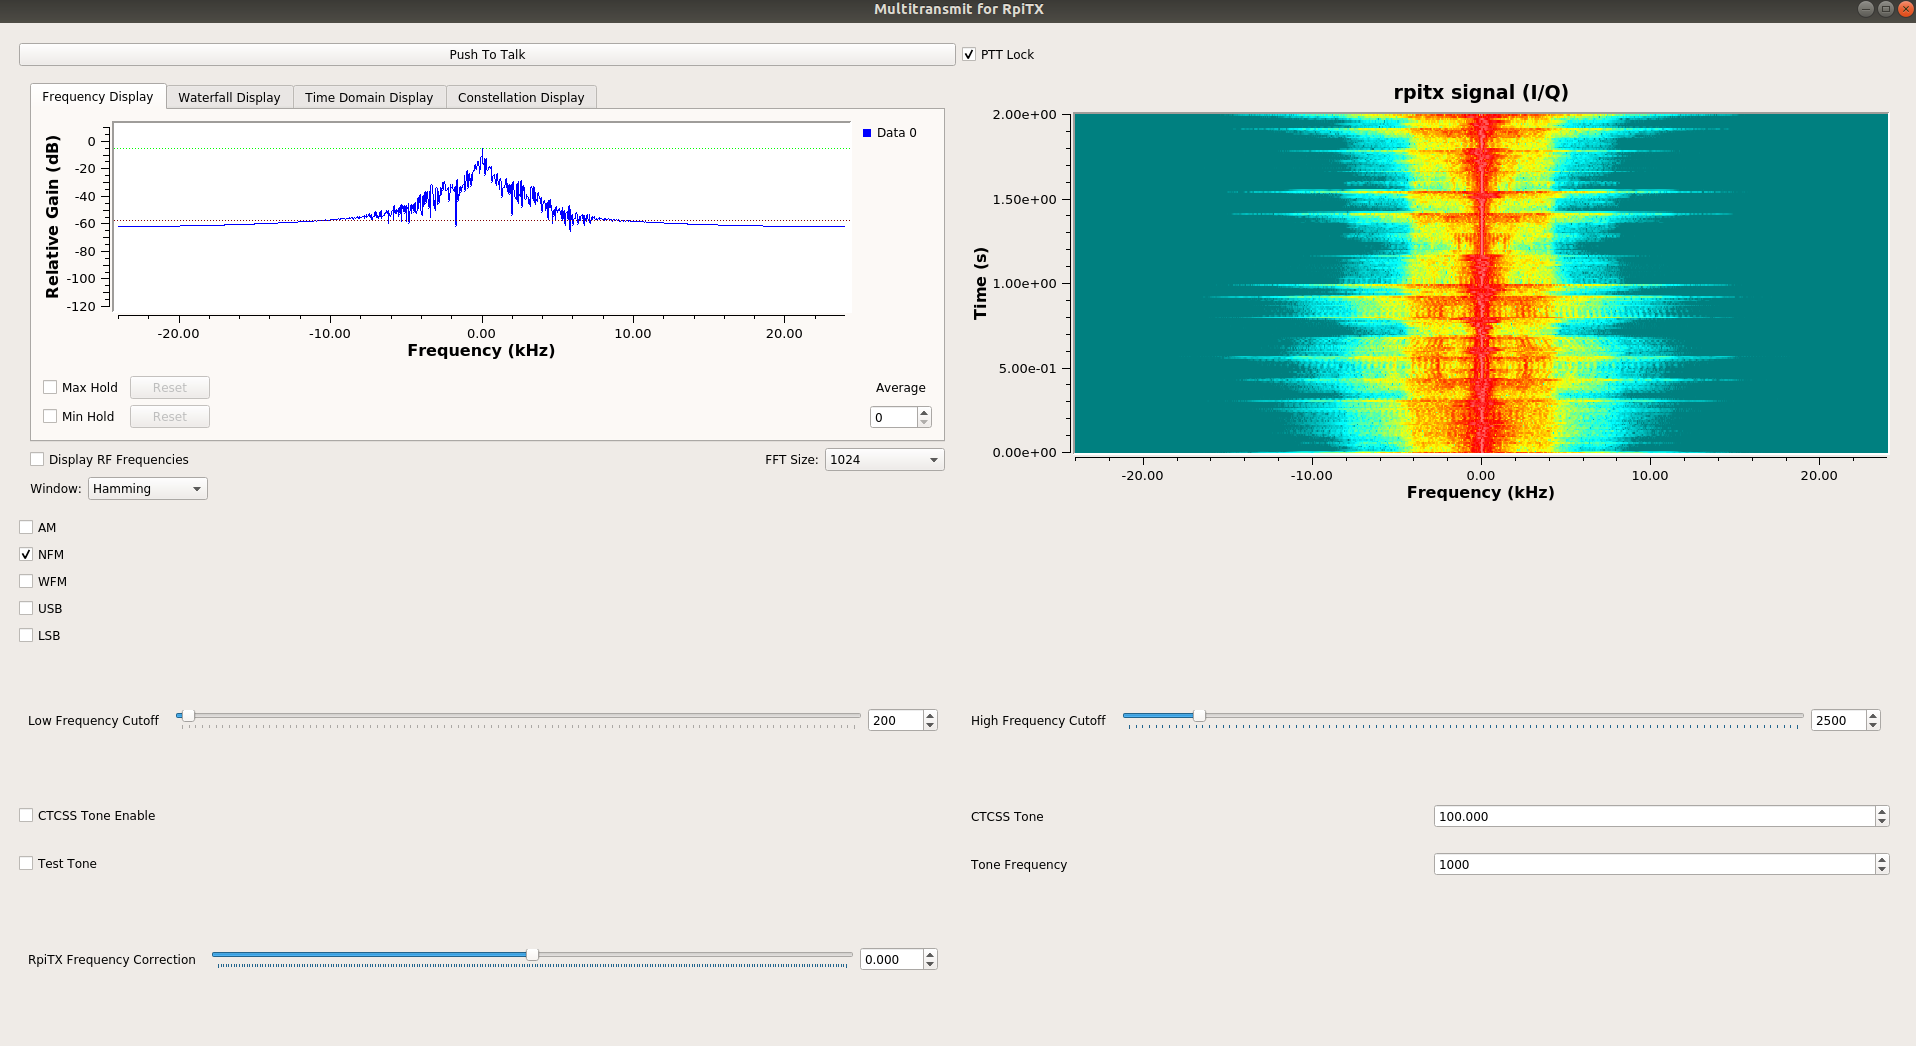 Multitransmit for RpiTX
Push To Talk
PTT Lock
Frequency Display
Waterfall Display
Time Domain Display
Constellation Display
Relative Gain (dB)
0
-20
-40
-60
-80
-100
-120
Data 0
-20.00
-10.00
0.00
10.00
20.00
Frequency (kHz)
Max Hold
Reset
Average
Min Hold
Reset
0
Display RF Frequencies
FFT Size:
1024
Window:
Hamming
rpitx signal (I/Q)
Time (s)
2.00e+00
1.50e+00
1.00e+00
5.00e-01
0.00e+00
-20.00
-10.00
0.00
10.00
20.00
Frequency (kHz)
AM
NFM
WFM
USB
LSB
Low Frequency Cutoff
200
High Frequency Cutoff
2500
CTCSS Tone Enable
CTCSS Tone
100.000
Test Tone
Tone Frequency
1000
RpiTX Frequency Correction
0.000